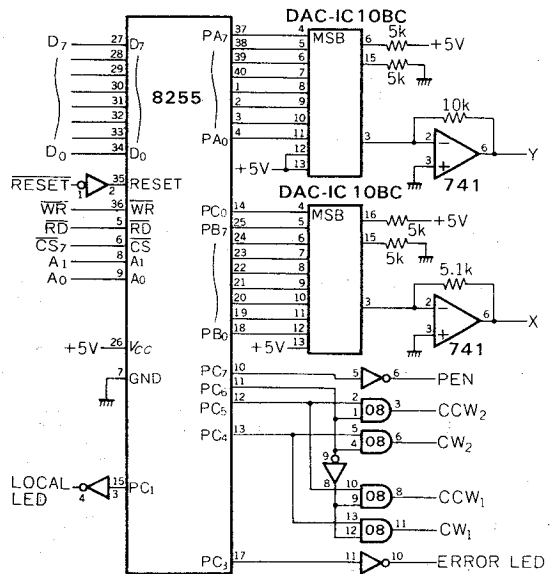 DAC-IC 10BC
D7 27 D7
28
29
30
31
32
33
D0 34 D0
8255
PA7 37 4 MSB
38 5
39 6
40 7
1 8
2 9
3 10
PA0 4 11
12
+5V 13
6 5k +5V
15 5k
10k
3 2 − 6 Y
3 +
741
RESET 1 2 35 RESET
WR 36 WR
RD 5 RD
CS7 6 CS
A1 8 A1
A0 9 A0
DAC-IC 10BC
PC0 14 4 MSB
PB7 25 5
24 6
23 7
22 8
21 9
20 10
19 11
PB0 18 12
+5V 13
16 5k +5V
15 5k
5.1k
3 2 − 6 X
3 +
741
+5V 26 VCC
7 GND
PC7 10 5 6 PEN
PC6 11
PC5 12 2 1 08 3 CCW2
PC4 13 5 4 08 6 CW2
9 8
10 9 08 8 CCW1
13 12 08 11 CW1
LOCAL LED 4 3 15 PC1
PC3 17 11 10 ERROR LED